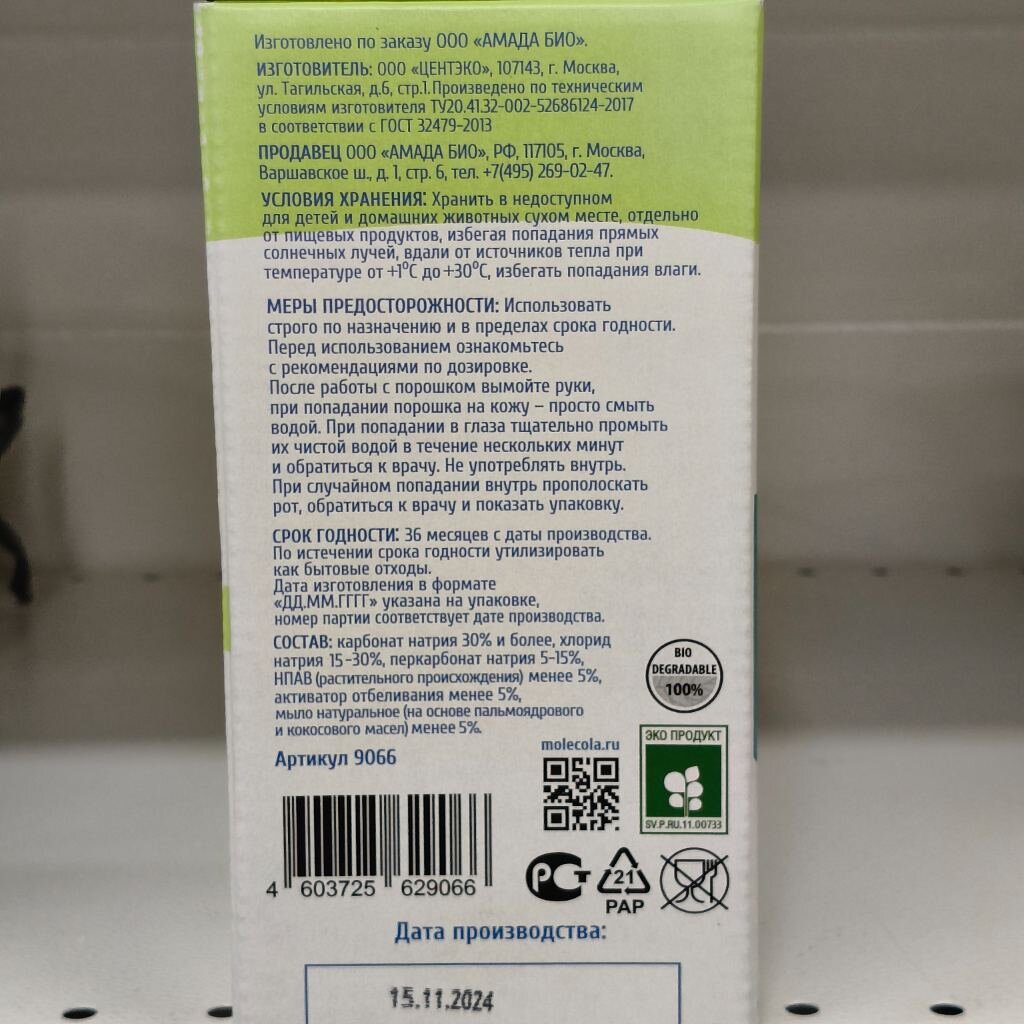 Изготовлено по заказу ООО «АМАДА БИО».
ИЗГОТОВИТЕЛЬ: ООО «ЦЕНТЭКО», 107143, г. Москва,
ул. Тагильская, д.6, стр.1.Произведено по техническим
условиям изготовителя ТУ20.41.32-002-52686124-2017
в соответствии с ГОСТ 32479-2013
ПРОДАВЕЦ ООО «АМАДА БИО», РФ, 117105, г. Москва,
Варшавское ш., д. 1, стр. 6, тел. +7(495) 269-02-47.
УСЛОВИЯ ХРАНЕНИЯ: Хранить в недоступном
для детей и домашних животных сухом месте, отдельно
от пищевых продуктов, избегая попадания прямых
солнечных лучей, вдали от источников тепла при
температуре от +1°С до +30°С, избегать попадания влаги.
МЕРЫ ПРЕДОСТОРОЖНОСТИ: Использовать
строго по назначению и в пределах срока годности.
Перед использованием ознакомьтесь
с рекомендациями по дозировке.
После работы с порошком вымойте руки,
при попадании порошка на кожу – просто смыть
водой. При попадании в глаза тщательно промыть
их чистой водой в течение нескольких минут
и обратиться к врачу. Не употреблять внутрь.
При случайном попадании внутрь прополоскать
рот, обратиться к врачу и показать упаковку.
СРОК ГОДНОСТИ: 36 месяцев с даты производства.
По истечении срока годности утилизировать
как бытовые отходы.
Дата изготовления в формате
«ДД.ММ.ГГГГ» указана на упаковке,
номер партии соответствует дате производства.
СОСТАВ: карбонат натрия 30% и более, хлорид
натрия 15-30%, перкарбонат натрия 5-15%,
НПАВ (растительного происхождения) менее 5%,
активатор отбеливания менее 5%,
мыло натуральное (на основе пальмоядрового
и кокосового масел) менее 5%.
BIO
DEGRADABLE
100%
Артикул 9066
molecola.ru
ЭКО ПРОДУКТ
SV.P.RU.11.00733
4 603725 629066
РСТ
21
PAP
Дата производства:
15.11.2024